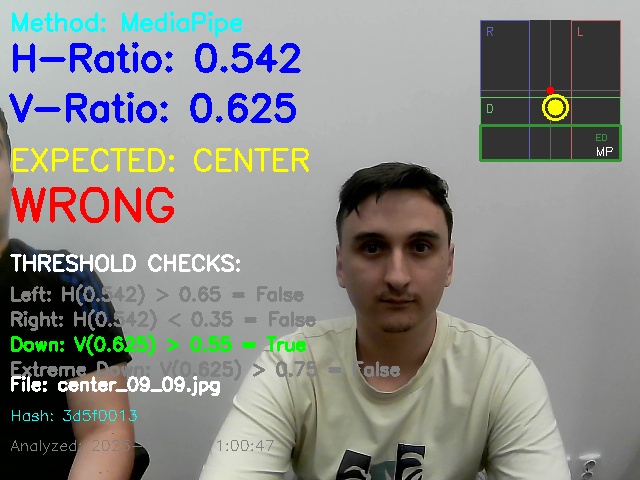 Method: MediaPipe
H-Ratio: 0.542
V-Ratio: 0.625
EXPECTED: CENTER
WRONG
THRESHOLD CHECKS:
Left: H(0.542) > 0.65 = False
Right: H(0.542) < 0.35 = False
Down: V(0.625) > 0.55 = True
Extreme Down: V(0.625) > 0.75 = False
File: center_09_09.jpg
Hash: 3d5f0013
Analyzed: 1:00:47
R
L
D
ED
MP